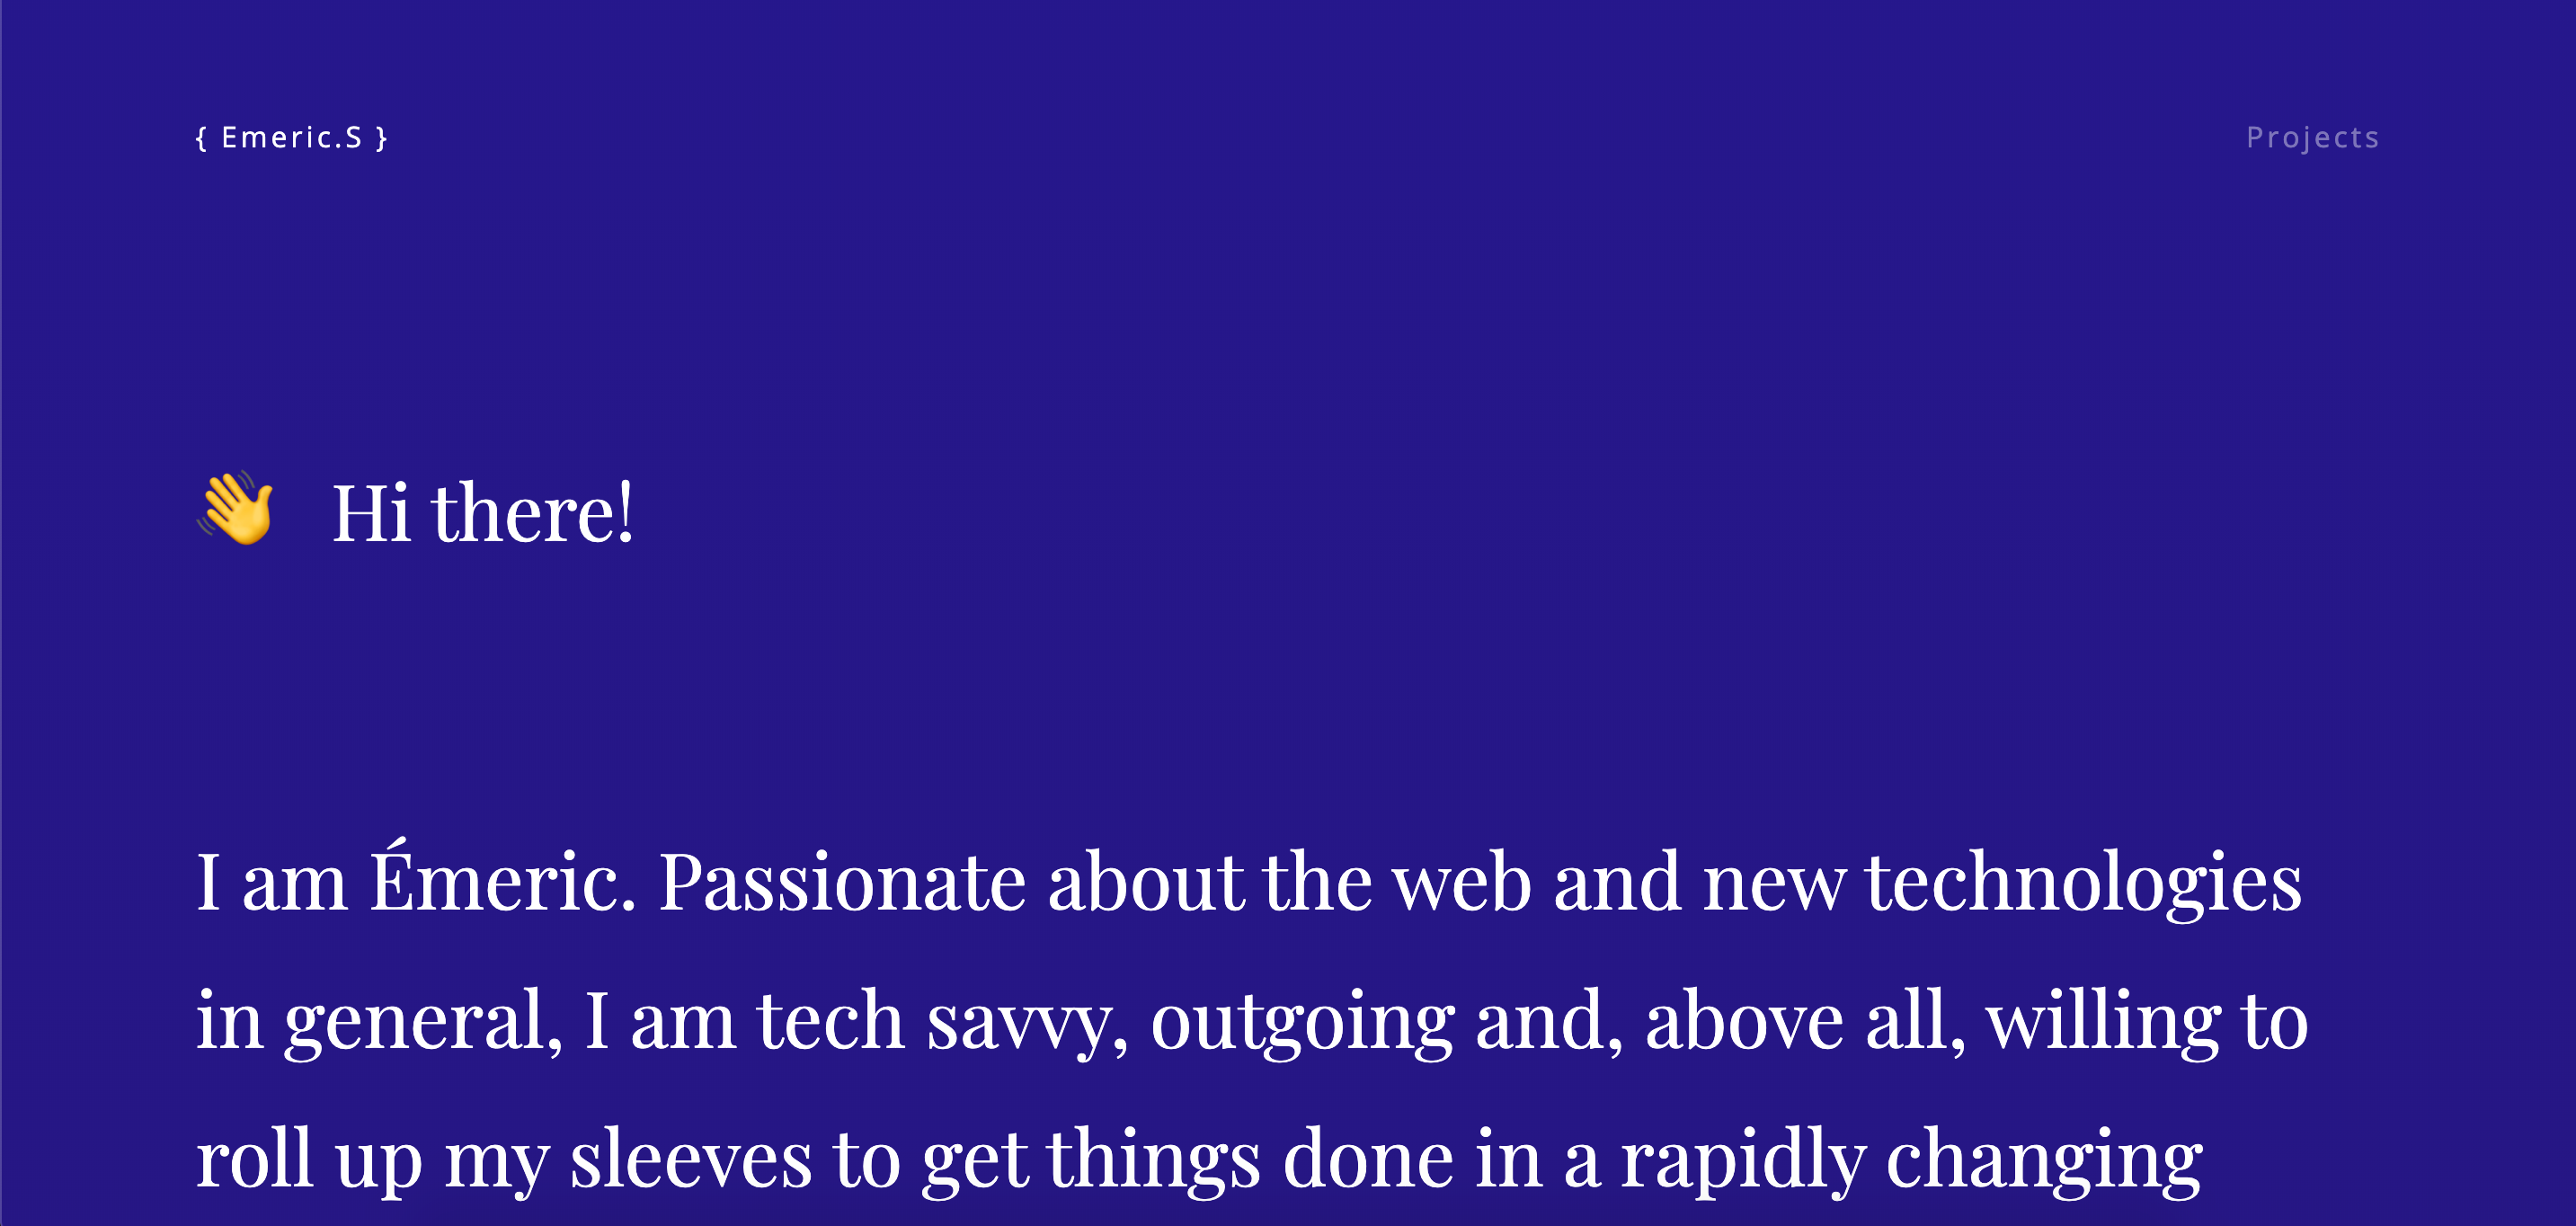 { Emeric.S }
Projects
👋 Hi there!
I am Émeric. Passionate about the web and new technologies
in general, I am tech savvy, outgoing and, above all, willing to
roll up my sleeves to get things done in a rapidly changing